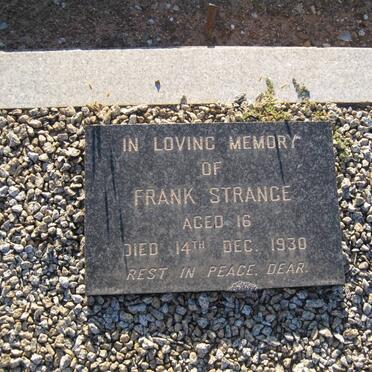 IN LOVING MEMORY
OF
FRANK STRANGE
AGED 16
DIED 14TH DEC. 1930
REST IN PEACE, DEAR.